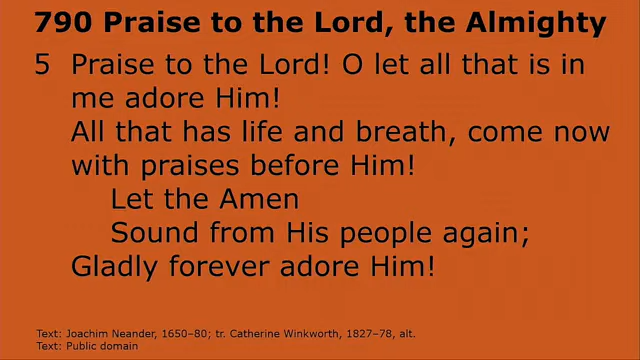 790 Praise to the Lord, the Almighty
5 Praise to the Lord! O let all that is in
me adore Him!
All that has life and breath, come now
with praises before Him!
Let the Amen
Sound from His people again;
Gladly forever adore Him!
Text: Joachim Neander, 1650–80; tr. Catherine Winkworth, 1827–78, alt.
Text: Public domain